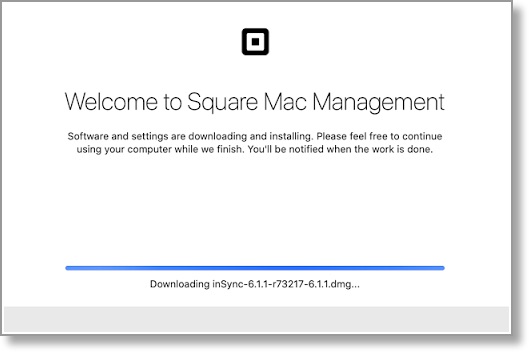 Welcome to Square Mac Management
Software and settings are downloading and installing. Please feel free to continue
using your computer while we finish. You'll be notified when the work is done.
Downloading inSync-6.1.1-r73217-6.1.1.dmg...